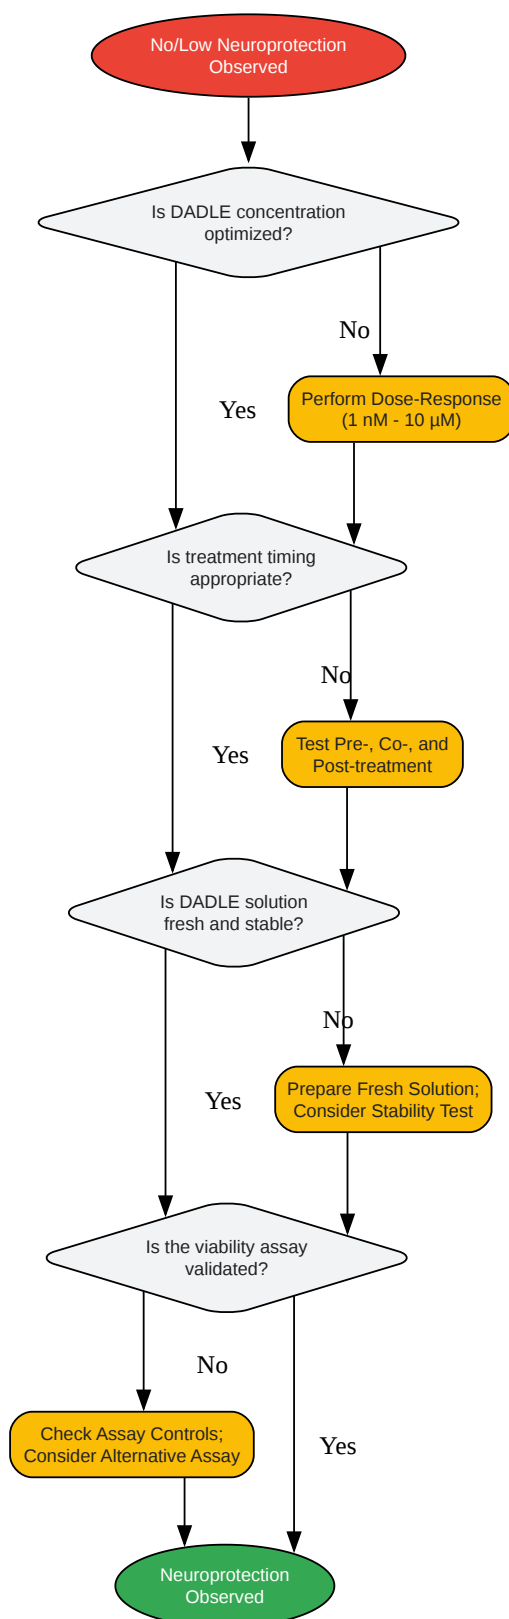 No/Low Neuroprotection
Observed
Is DADLE concentration
optimized?
No
Perform Dose-Response
(1 nM - 10 µM)
Yes
Is treatment timing
appropriate?
No
Test Pre-, Co-, and
Post-treatment
Yes
Is DADLE solution
fresh and stable?
No
Prepare Fresh Solution;
Consider Stability Test
Yes
Is the viability assay
validated?
No
Check Assay Controls;
Consider Alternative Assay
Yes
Neuroprotection
Observed